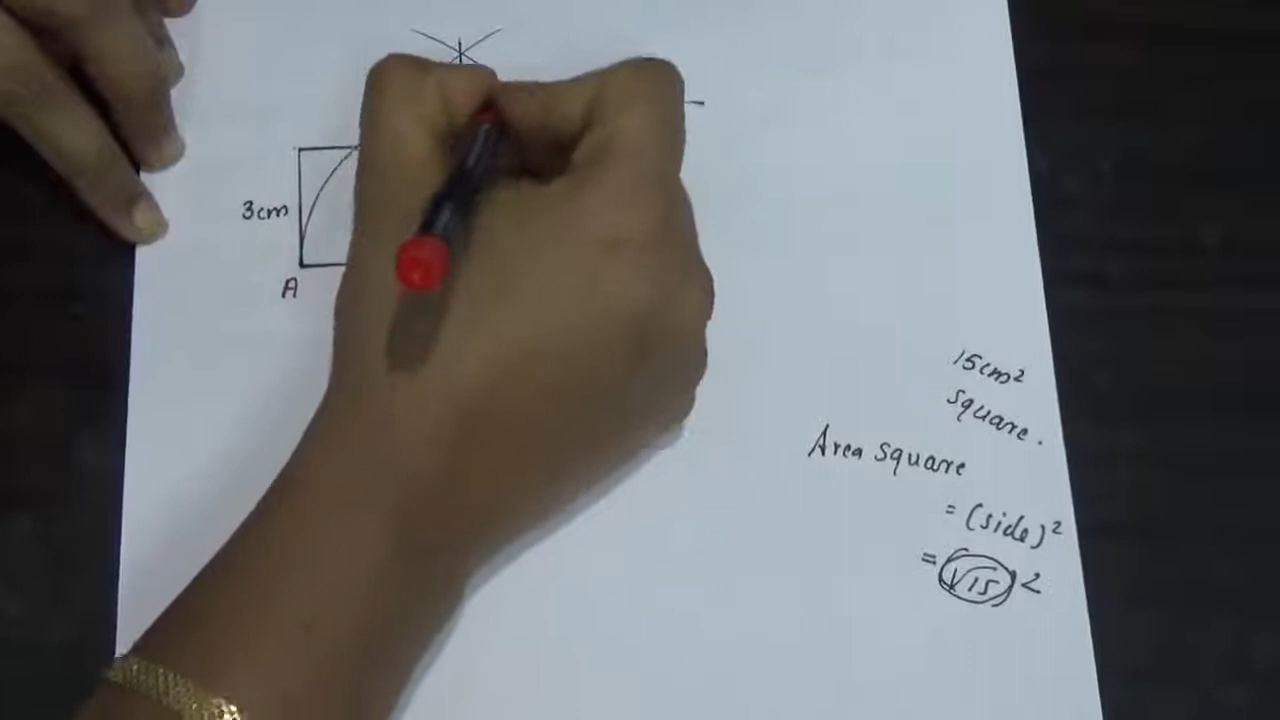 3cm
A
15cm²
square.
Area square
= (side)²
= (√15)²